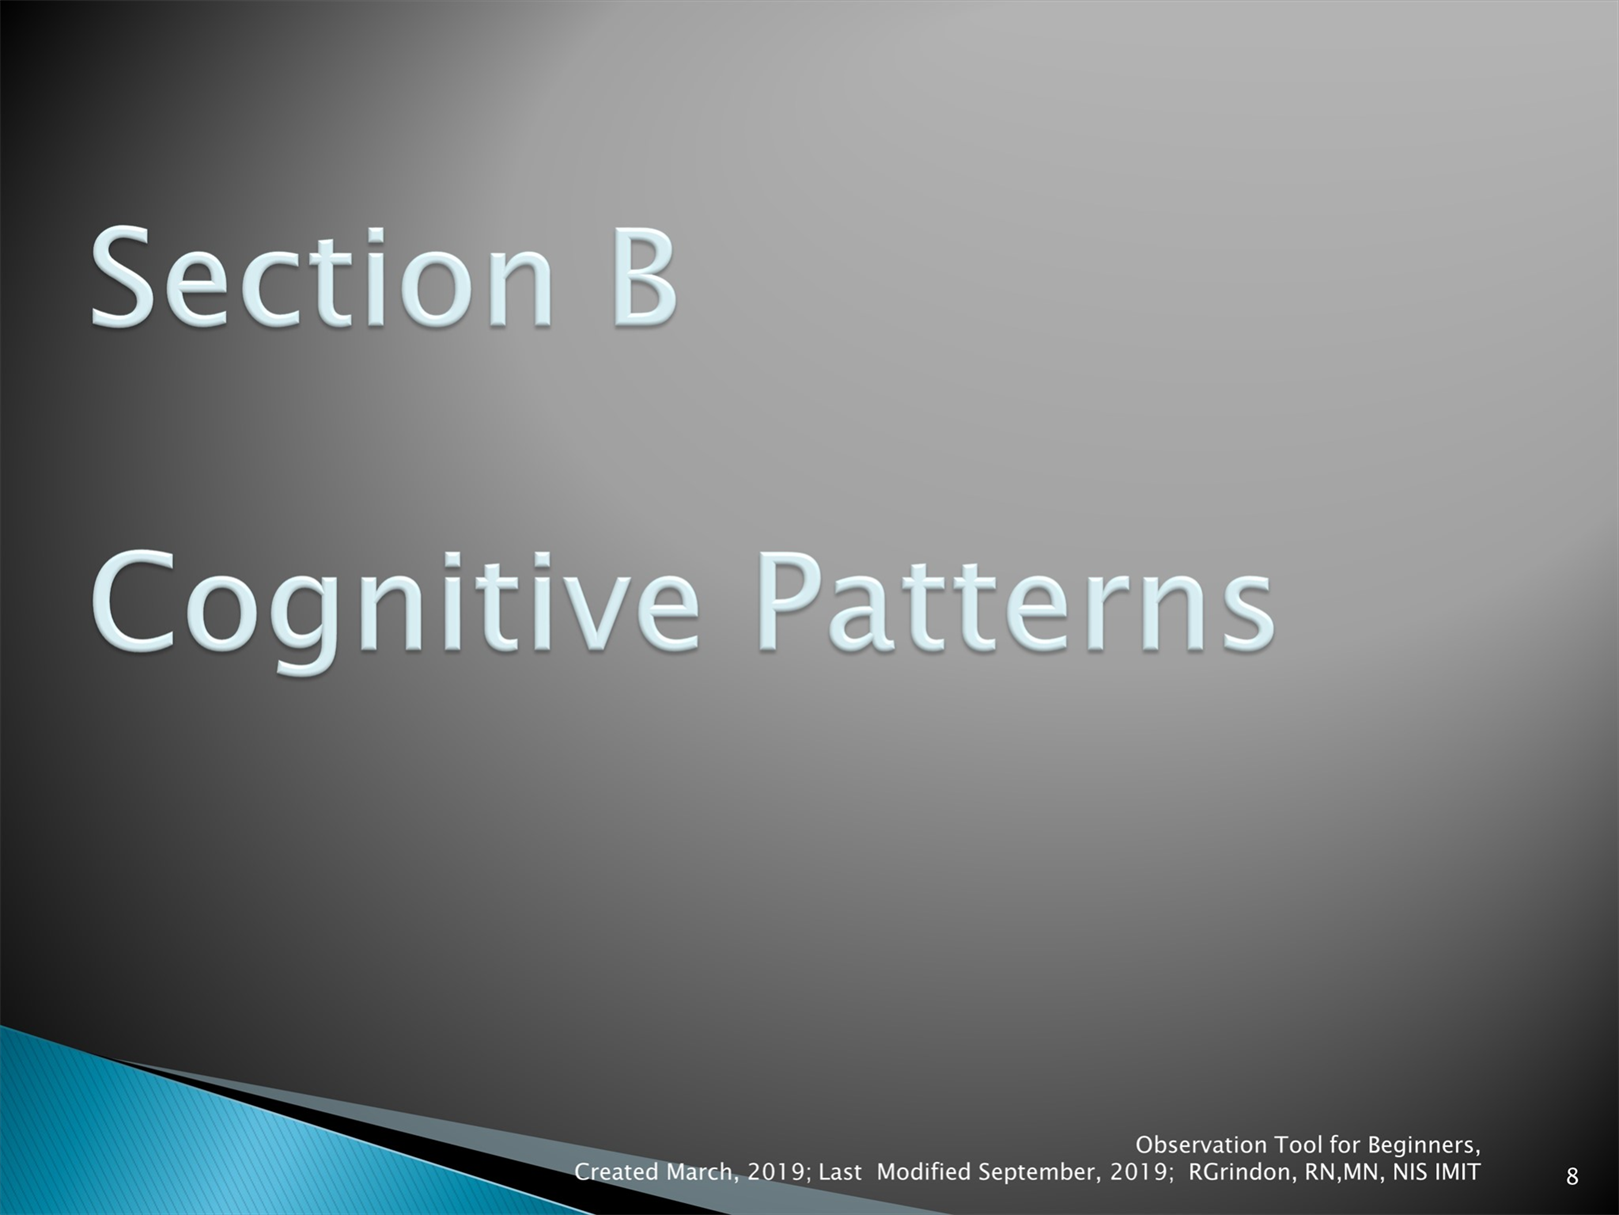 Section B
Cognitive Patterns
Observation Tool for Beginners,
Created March, 2019; Last  Modified September, 2019;  RGrindon, RN,MN, NIS IMIT
8